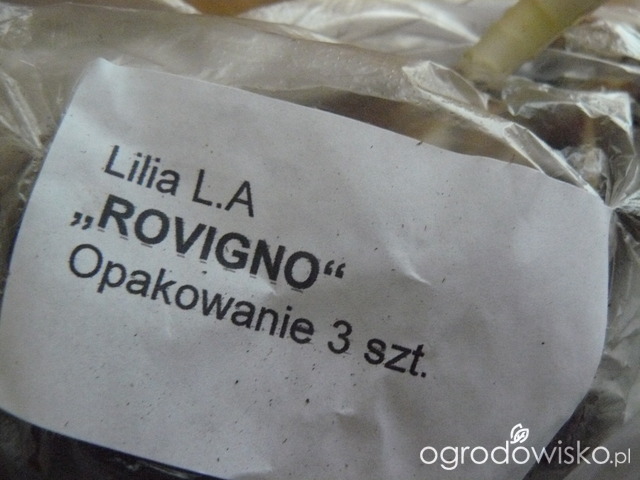 Lilia L.A
„ROVIGNO“
Opakowanie 3 szt.
ogrodowisko.pl